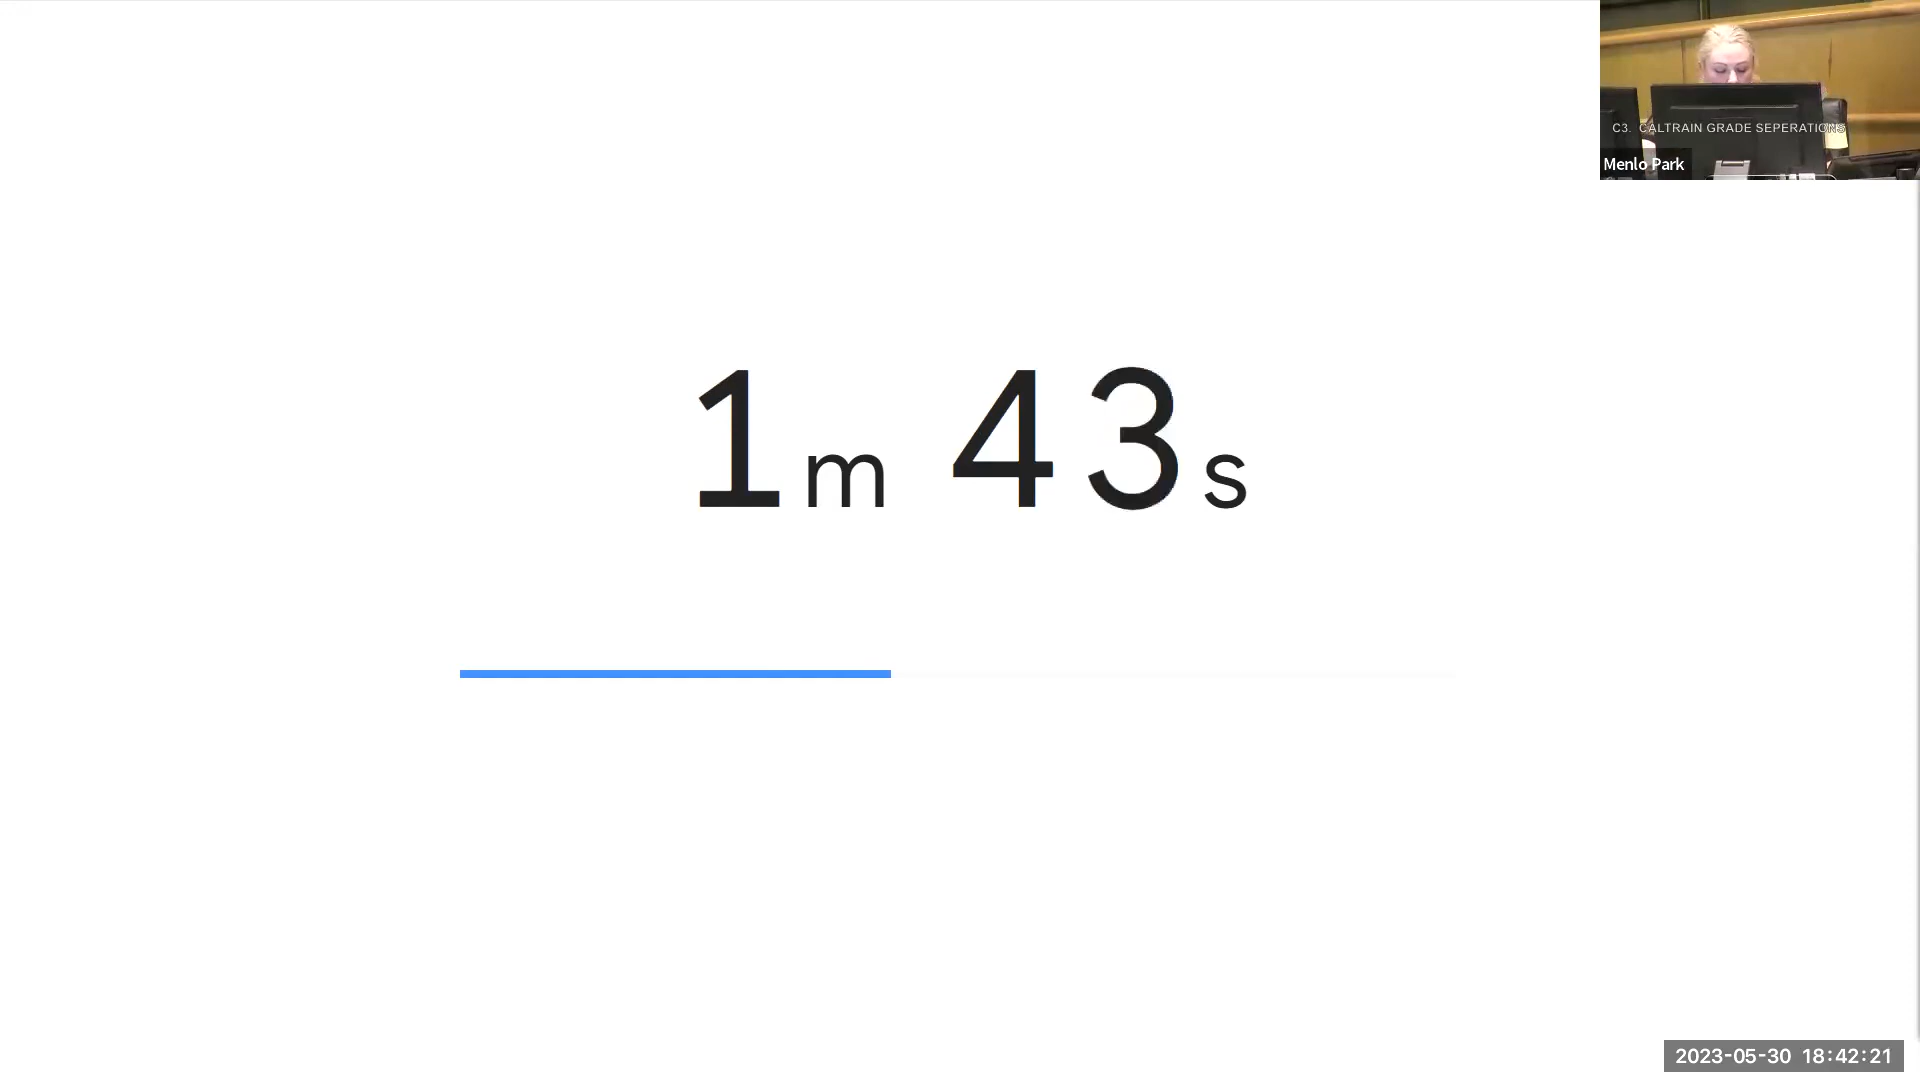 C3. CALTRAIN GRADE SEPERATIONS
Menlo Park
1m 43s
2023-05-30 18:42:21